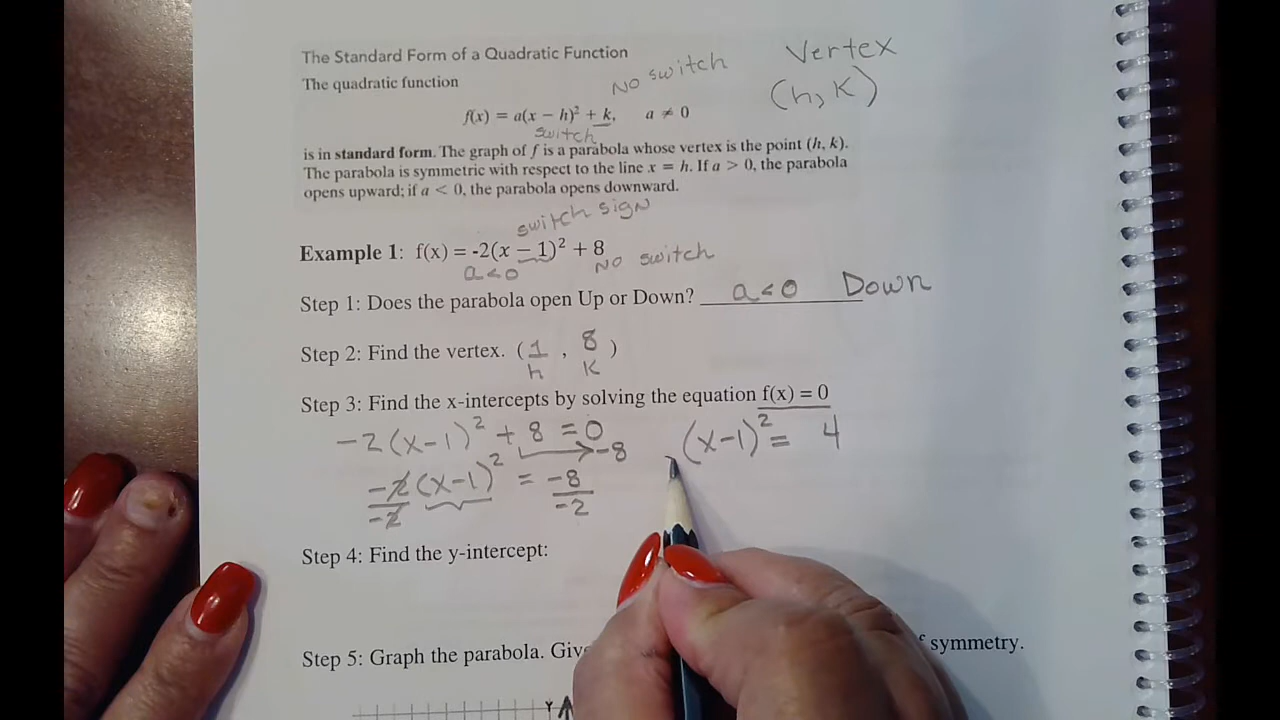 The Standard Form of a Quadratic Function
Vertex
NO switch
The quadratic function
(h, K)
f(x) = a(x − h)² + k, a ≠ 0
switch
is in standard form. The graph of f is a parabola whose vertex is the point (h, k).
The parabola is symmetric with respect to the line x = h. If a > 0, the parabola
opens upward; if a < 0, the parabola opens downward.
switch sign
Example 1: f(x) = -2(x − 1)² + 8
a<0 NO switch
Step 1: Does the parabola open Up or Down? a<0 Down
Step 2: Find the vertex. (1, 8)
h K
Step 3: Find the x-intercepts by solving the equation f(x) = 0
-2(x-1)² + 8 = 0 (x-1)² = 4
-8
-2(x-1)² = -8
-2 -2
Step 4: Find the y-intercept:
Step 5: Graph the parabola. Give symmetry.
Y